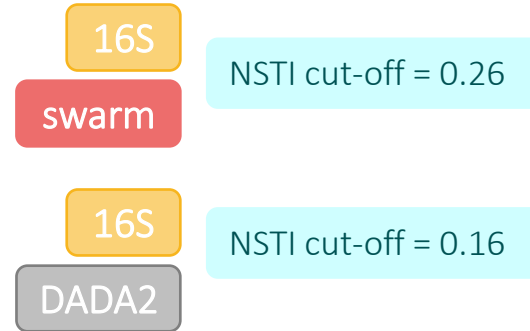 16S
NSTI cut-off = 0.26
swarm
16S
NSTI cut-off = 0.16
DADA2